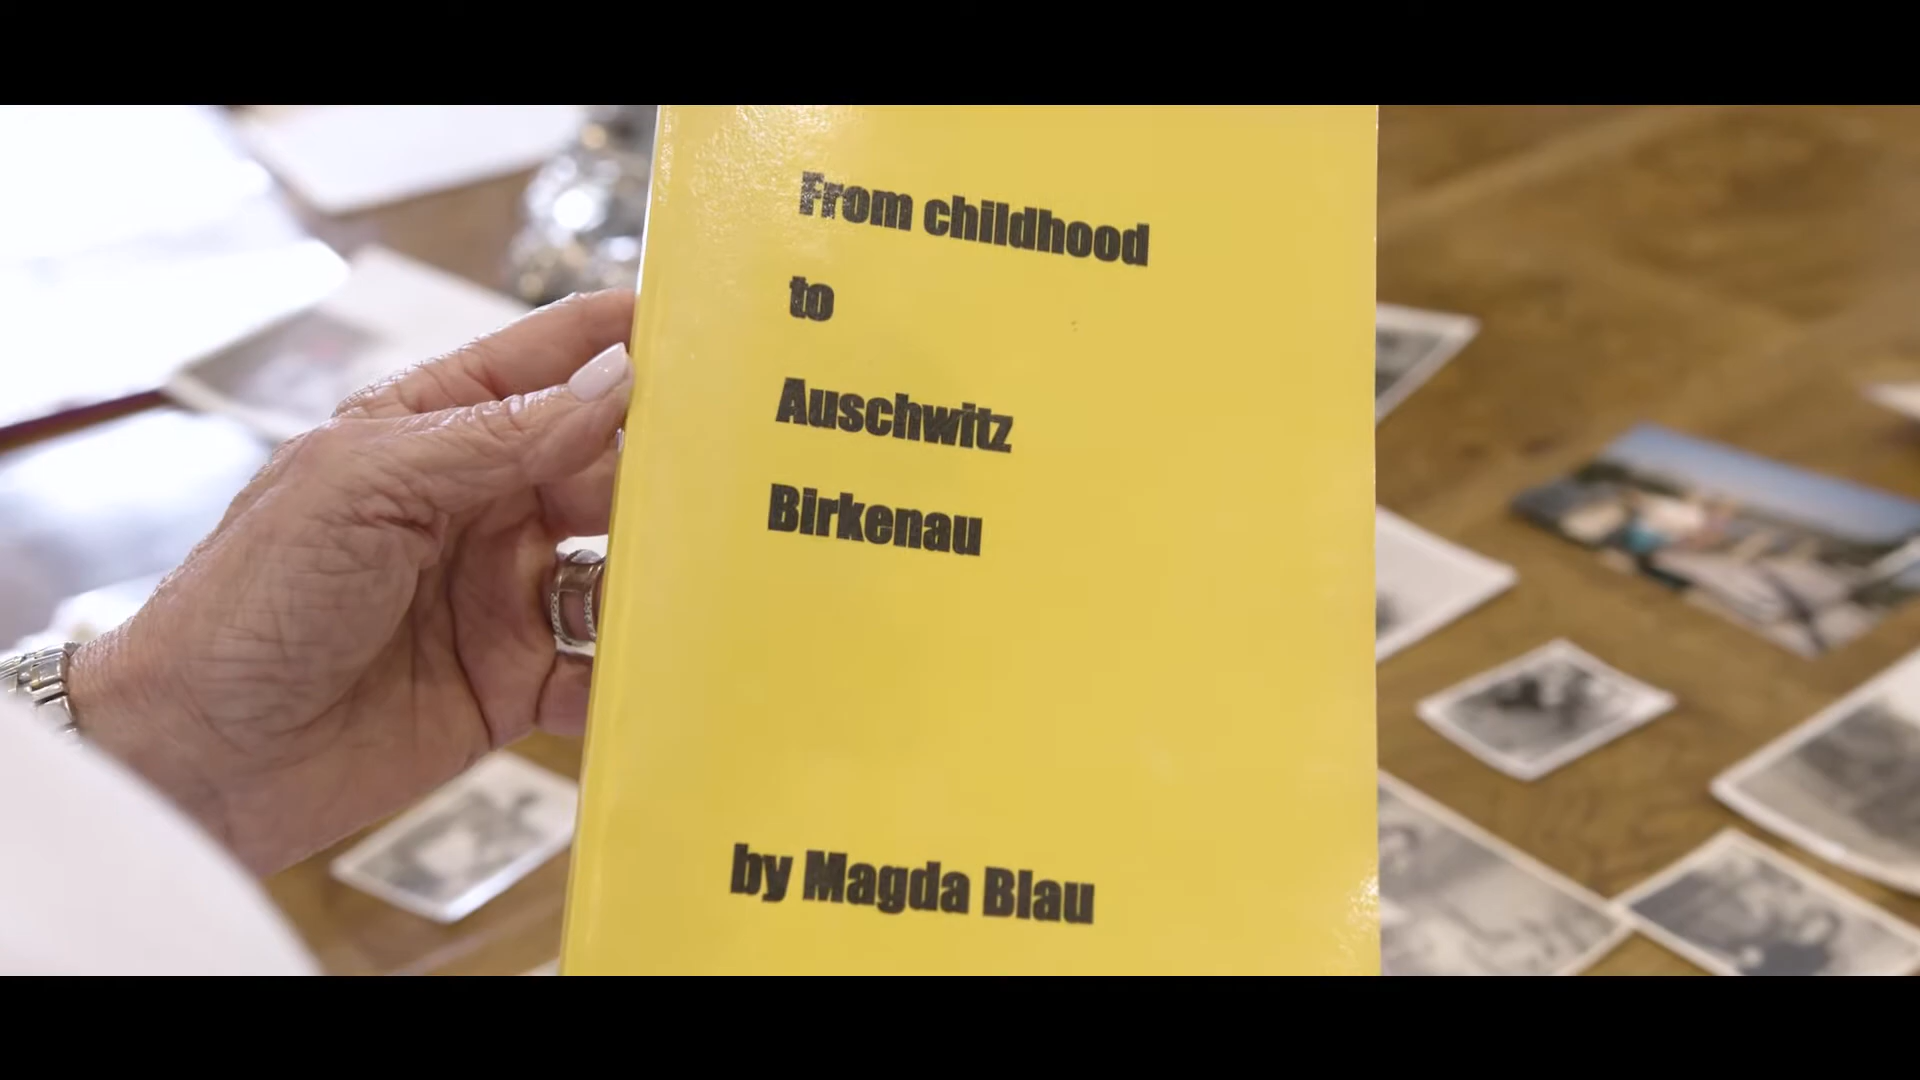 From childhood
to
Auschwitz
Birkenau
by Magda Blau